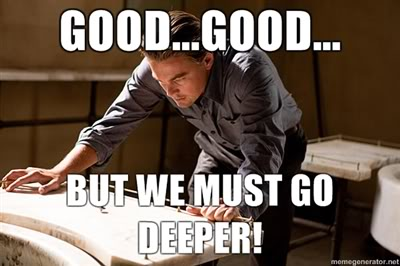 GOOD...GOOD...
BUT WE MUST GO
DEEPER!
memegenerator.net